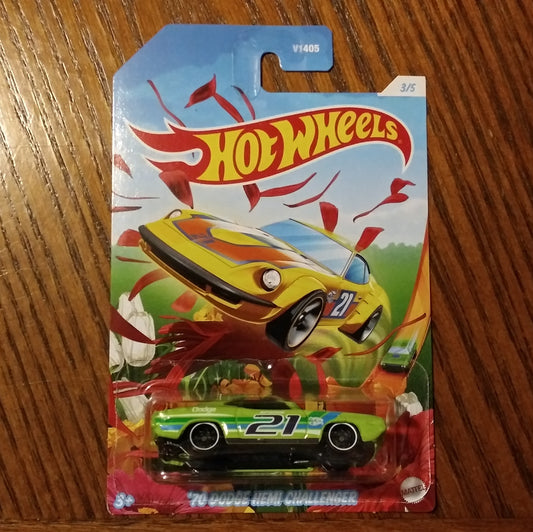 V1405
3/5
HOT WHEELS
21
Dodge
21
3+
'70 DODGE HEMI CHALLENGER
MATTEL